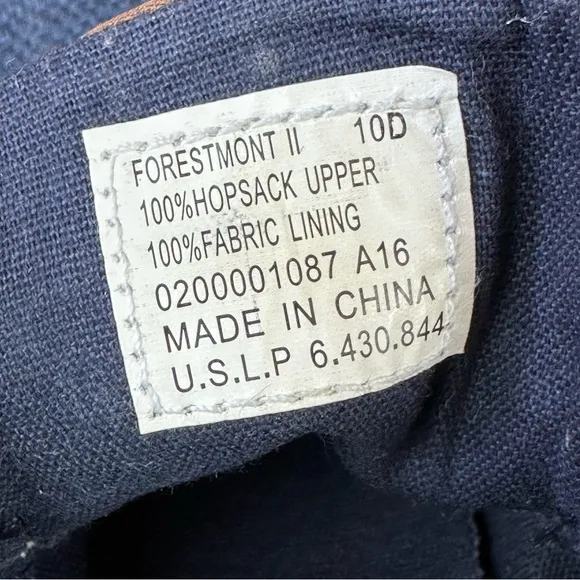 FORESTMONT II 10D
100%HOPSACK UPPER
100%FABRIC LINING
0200001087 A16
MADE IN CHINA
U.S.L.P 6.430.844